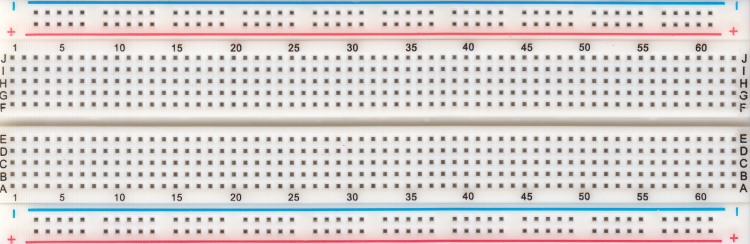 − −
+ +
1 5 10 15 20 25 30 35 40 45 50 55 60
J J
I I
H H
G G
F F
E E
D D
C C
B B
A A
1 5 10 15 20 25 30 35 40 45 50 55 60
− −
+ +